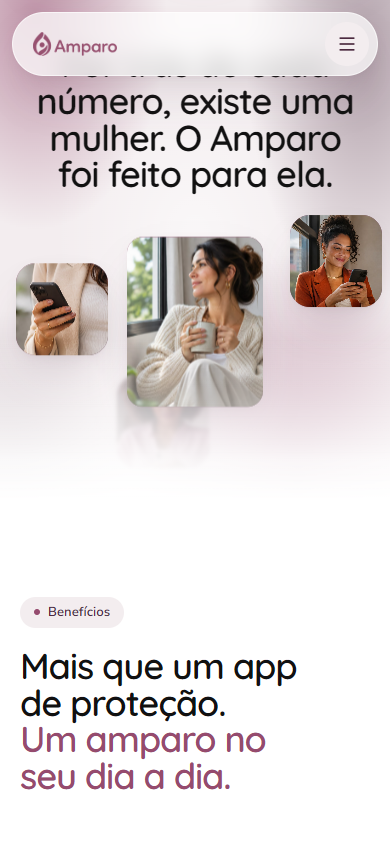 Amparo
número, existe uma
mulher. O Amparo
foi feito para ela.
Benefícios
Mais que um app
de proteção.
Um amparo no
seu dia a dia.